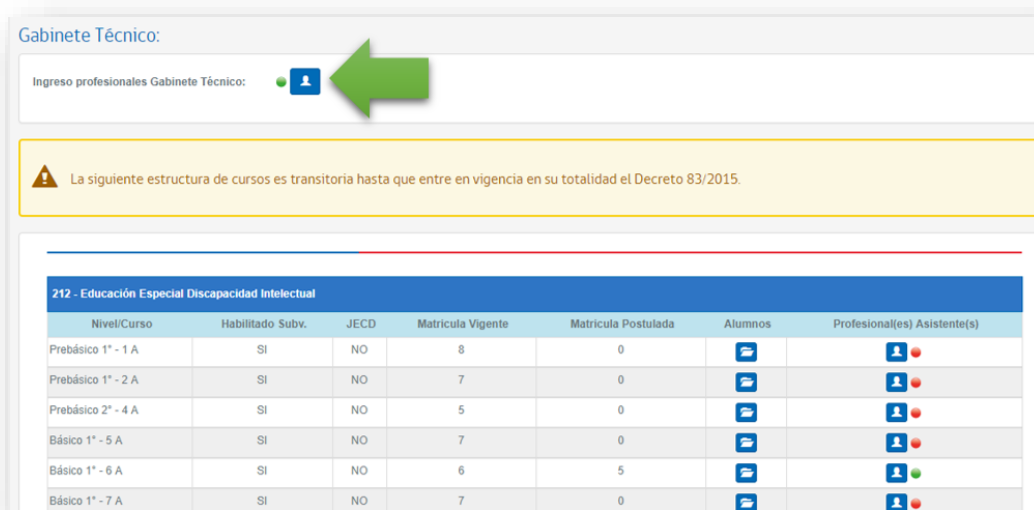 Gabinete Técnico:
Ingreso profesionales Gabinete Técnico:
La siguiente estructura de cursos es transitoria hasta que entre en vigencia en su totalidad el Decreto 83/2015.
212 - Educación Especial Discapacidad Intelectual
Nivel/Curso Habilitado Subv. JECD Matricula Vigente Matricula Postulada Alumnos Profesional(es) Asistente(s)
Prebásico 1° - 1 A SI NO 8 0
Prebásico 1° - 2 A SI NO 7 0
Prebásico 2° - 4 A SI NO 5 0
Básico 1° - 5 A SI NO 7 0
Básico 1° - 6 A SI NO 6 5
Básico 1° - 7 A SI NO 7 0